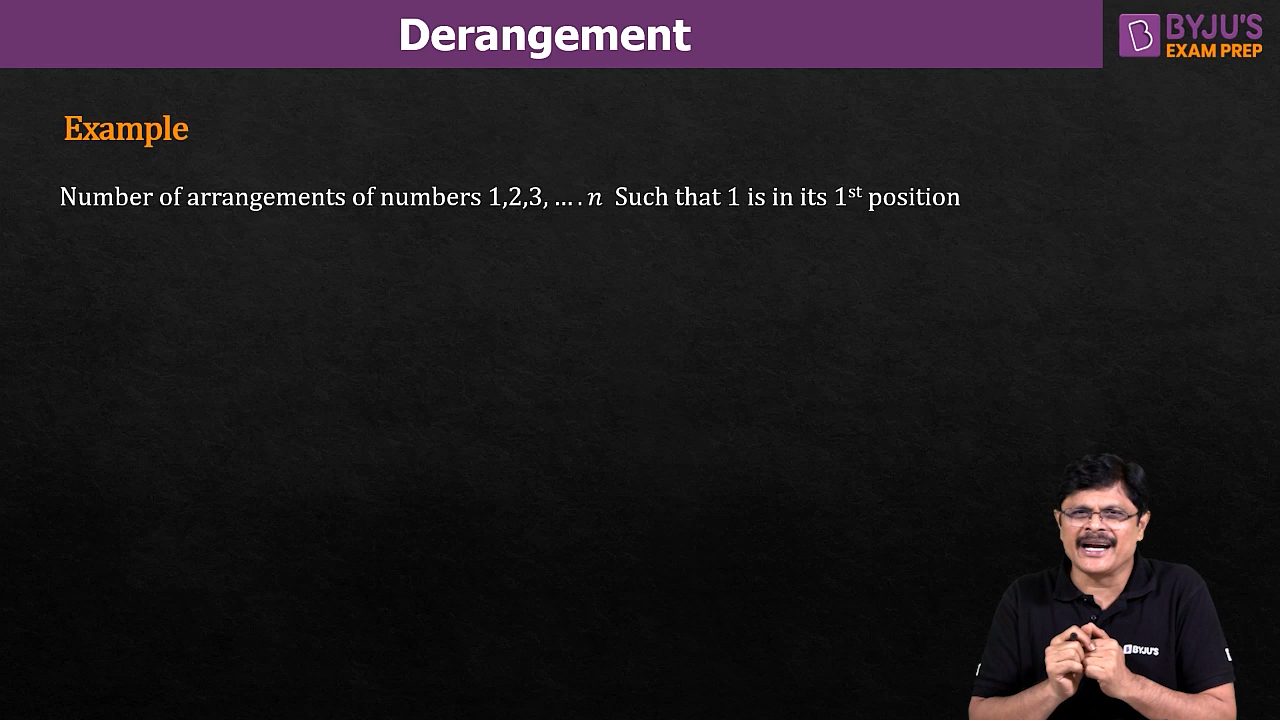 Derangement
BYJU'S
EXAM PREP
Example
Number of arrangements of numbers 1,2,3, … . n Such that 1 is in its 1st position
BYJU'S